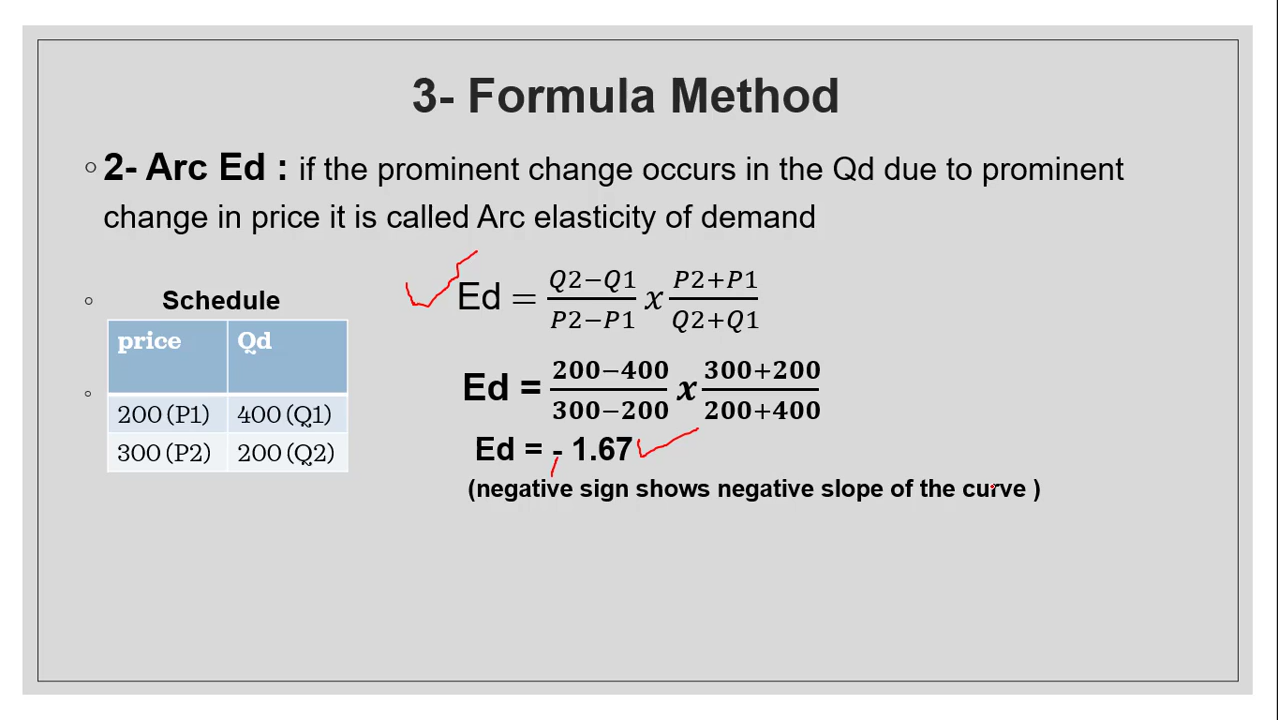 3- Formula Method
2- Arc Ed : if the prominent change occurs in the Qd due to prominent
change in price it is called Arc elasticity of demand
Ed = Q2−Q1 / P2−P1 x P2+P1 / Q2+Q1
Schedule
price Qd
200 (P1) 400 (Q1)
300 (P2) 200 (Q2)
Ed = 200−400 / 300−200 x 300+200 / 200+400
Ed = - 1.67
(negative sign shows negative slope of the curve )